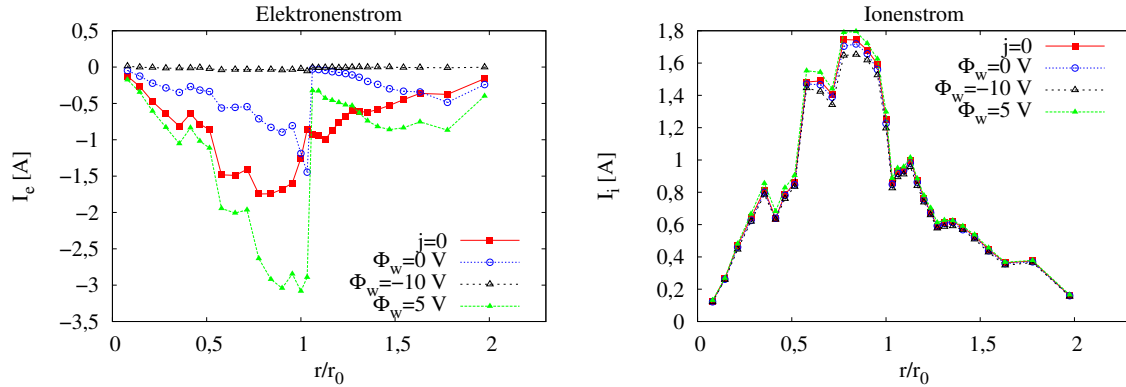 Elektronenstrom
0,5
0
−0,5
−1
−1,5
−2
−2,5
−3
−3,5
I_e [A]
j=0
Φ_w=0 V
Φ_w=−10 V
Φ_w=5 V
0 0,5 1 1,5 2
r/r_0
Ionenstrom
1,8
1,6
1,4
1,2
1
0,8
0,6
0,4
0,2
0
I_i [A]
j=0
Φ_w=0 V
Φ_w=−10 V
Φ_w=5 V
0 0,5 1 1,5 2
r/r_0